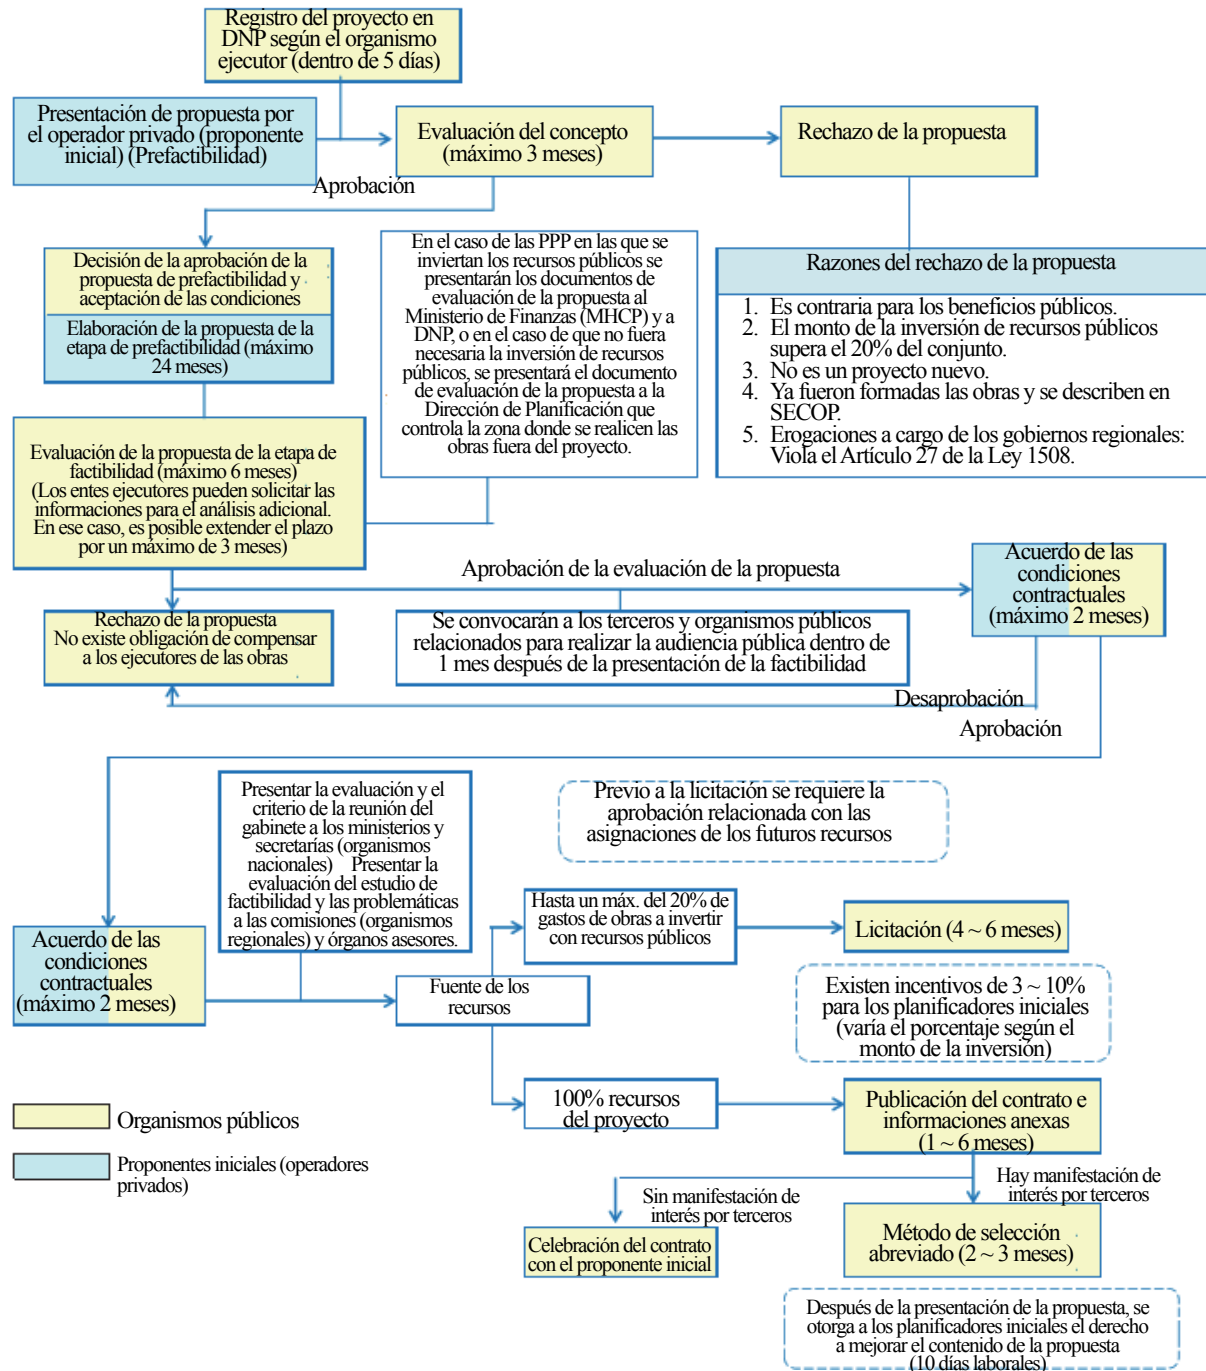 Registro del proyecto en
DNP según el organismo
ejecutor (dentro de 5 días)
Presentación de propuesta por
el operador privado (proponente
inicial) (Prefactibilidad)
Evaluación del concepto
(máximo 3 meses)
Rechazo de la propuesta
Aprobación
Decisión de la aprobación de la
propuesta de prefactibilidad y
aceptación de las condiciones
Elaboración de la propuesta de la
etapa de prefactibilidad (máximo
24 meses)
En el caso de las PPP en las que se
inviertan los recursos públicos se
presentarán los documentos de
evaluación de la propuesta al
Ministerio de Finanzas (MHCP) y a
DNP, o en el caso de que no fuera
necesaria la inversión de recursos
públicos, se presentará el documento
de evaluación de la propuesta a la
Dirección de Planificación que
controla la zona donde se realicen las
obras fuera del proyecto.
Razones del rechazo de la propuesta
1. Es contraria para los beneficios públicos.
2. El monto de la inversión de recursos públicos
supera el 20% del conjunto.
3. No es un proyecto nuevo.
4. Ya fueron formadas las obras y se describen en
SECOP.
5. Erogaciones a cargo de los gobiernos regionales:
Viola el Artículo 27 de la Ley 1508.
Evaluación de la propuesta de la etapa de
factibilidad (máximo 6 meses)
(Los entes ejecutores pueden solicitar las
informaciones para el análisis adicional.
En ese caso, es posible extender el plazo
por un máximo de 3 meses)
Aprobación de la evaluación de la propuesta
Acuerdo de las
condiciones
contractuales
(máximo 2 meses)
Rechazo de la propuesta
No existe obligación de compensar
a los ejecutores de las obras
Se convocarán a los terceros y organismos públicos
relacionados para realizar la audiencia pública dentro de
1 mes después de la presentación de la factibilidad
Desaprobación
Aprobación
Presentar la evaluación y el
criterio de la reunión del
gabinete a los ministerios y
secretarías (organismos
nacionales) Presentar la
evaluación del estudio de
factibilidad y las problemáticas
a las comisiones (organismos
regionales) y órganos asesores.
Previo a la licitación se requiere la
aprobación relacionada con las
asignaciones de los futuros recursos
Hasta un máx. del 20% de
gastos de obras a invertir
con recursos públicos
Licitación (4 ~ 6 meses)
Acuerdo de las
condiciones
contractuales
(máximo 2 meses)
Fuente de los
recursos
Existen incentivos de 3 ~ 10%
para los planificadores iniciales
(varía el porcentaje según el
monto de la inversión)
100% recursos
del proyecto
Publicación del contrato e
informaciones anexas
(1 ~ 6 meses)
Organismos públicos
Proponentes iniciales (operadores
privados)
Sin manifestación de
interés por terceros
Hay manifestación de
interés por terceros
Celebración del contrato
con el proponente inicial
Método de selección
abreviado (2 ~ 3 meses)
Después de la presentación de la propuesta, se
otorga a los planificadores iniciales el derecho
a mejorar el contenido de la propuesta
(10 días laborales)